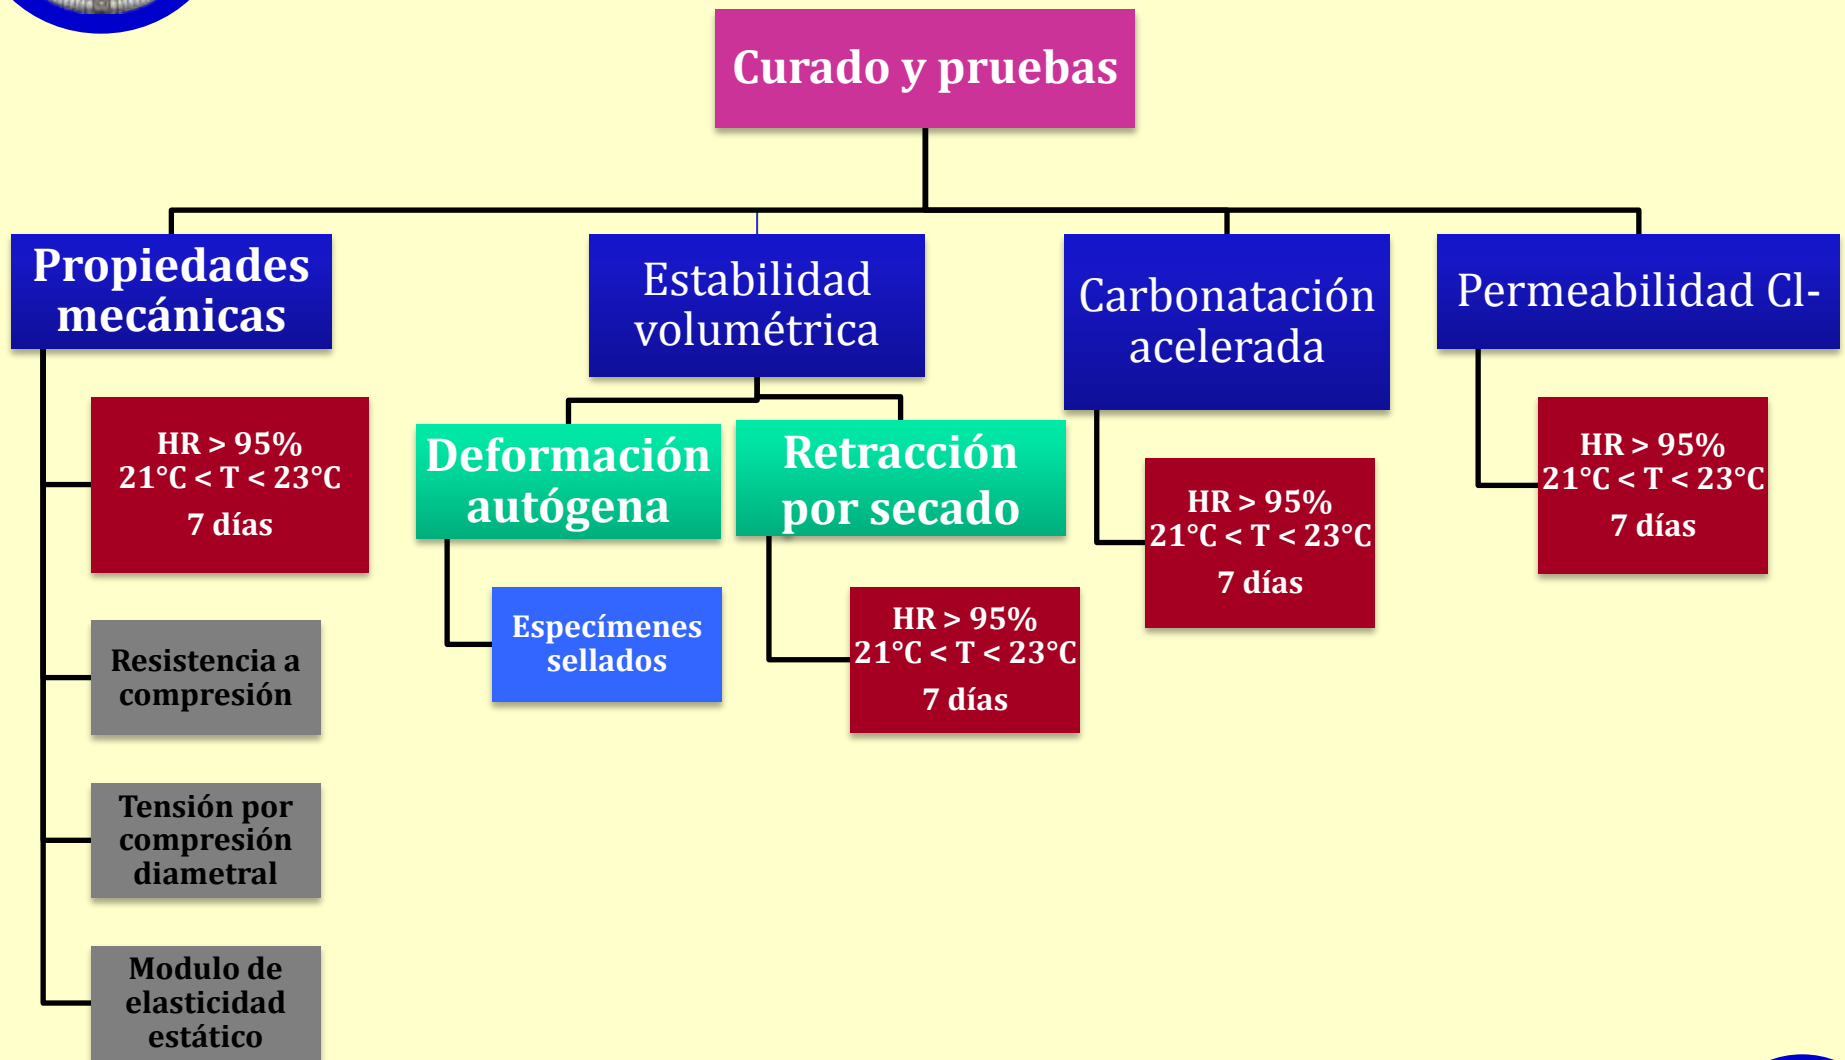 Curado y pruebas
Propiedades
mecánicas
HR > 95%
21°C < T < 23°C
7 días
Resistencia a
compresión
Tensión por
compresión
diametral
Modulo de
elasticidad
estático
Estabilidad
volumétrica
Deformación
autógena
Especímenes
sellados
Retracción
por secado
HR > 95%
21°C < T < 23°C
7 días
Carbonatación
acelerada
HR > 95%
21°C < T < 23°C
7 días
Permeabilidad Cl-
HR > 95%
21°C < T < 23°C
7 días